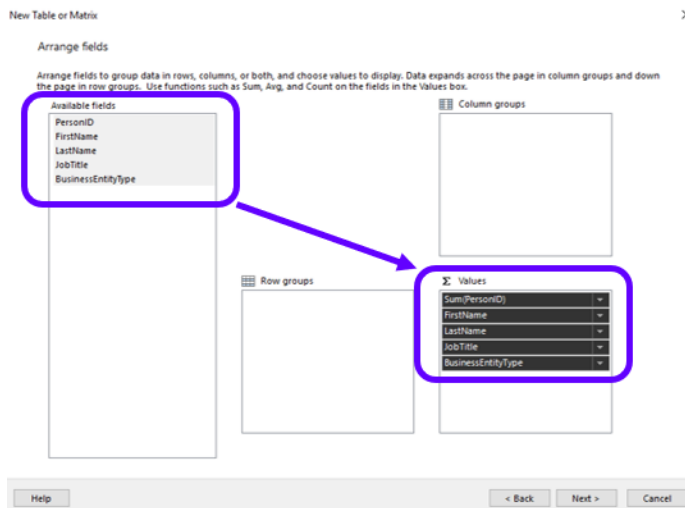 New Table or Matrix
Arrange fields
Arrange fields to group data in rows, columns, or both, and choose values to display. Data expands across the page in column groups and down
the page in row groups. Use functions such as Sum, Avg, and Count on the fields in the Values box.
Available fields
PersonID
FirstName
LastName
JobTitle
BusinessEntityType
Column groups
Row groups
Σ Values
Sum(PersonID)
FirstName
LastName
JobTitle
BusinessEntityType
Help
< Back
Next >
Cancel